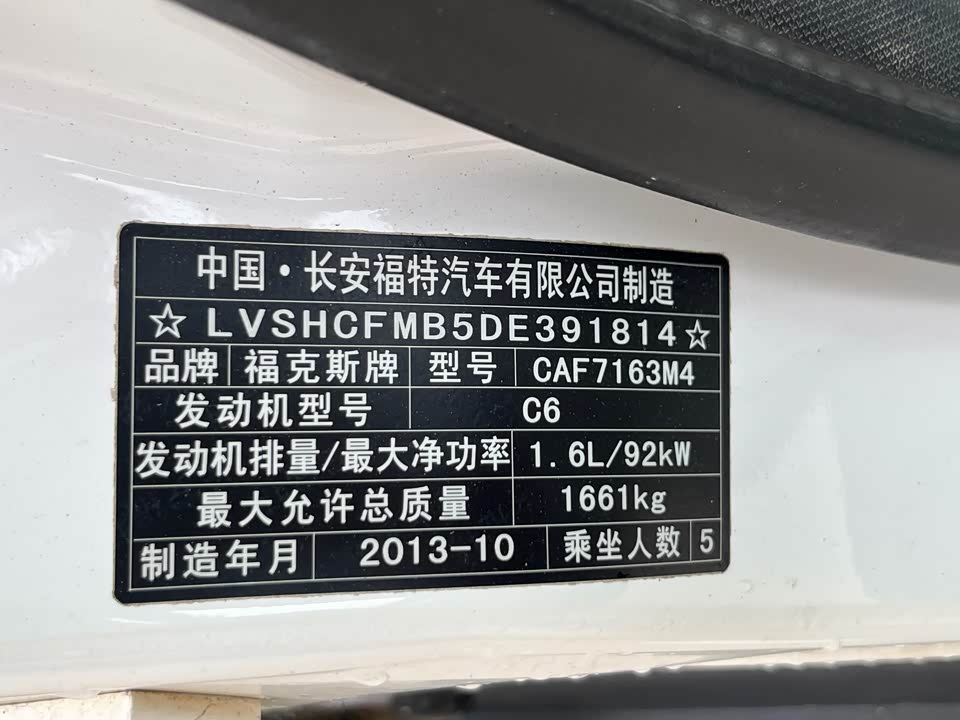 中国·长安福特汽车有限公司制造
☆LVSHCFMB5DE391814☆
品牌 福克斯牌 型号 CAF7163M4
发动机型号 C6
发动机排量/最大净功率 1.6L/92kW
最大允许总质量 1661kg
制造年月 2013-10 乘坐人数 5